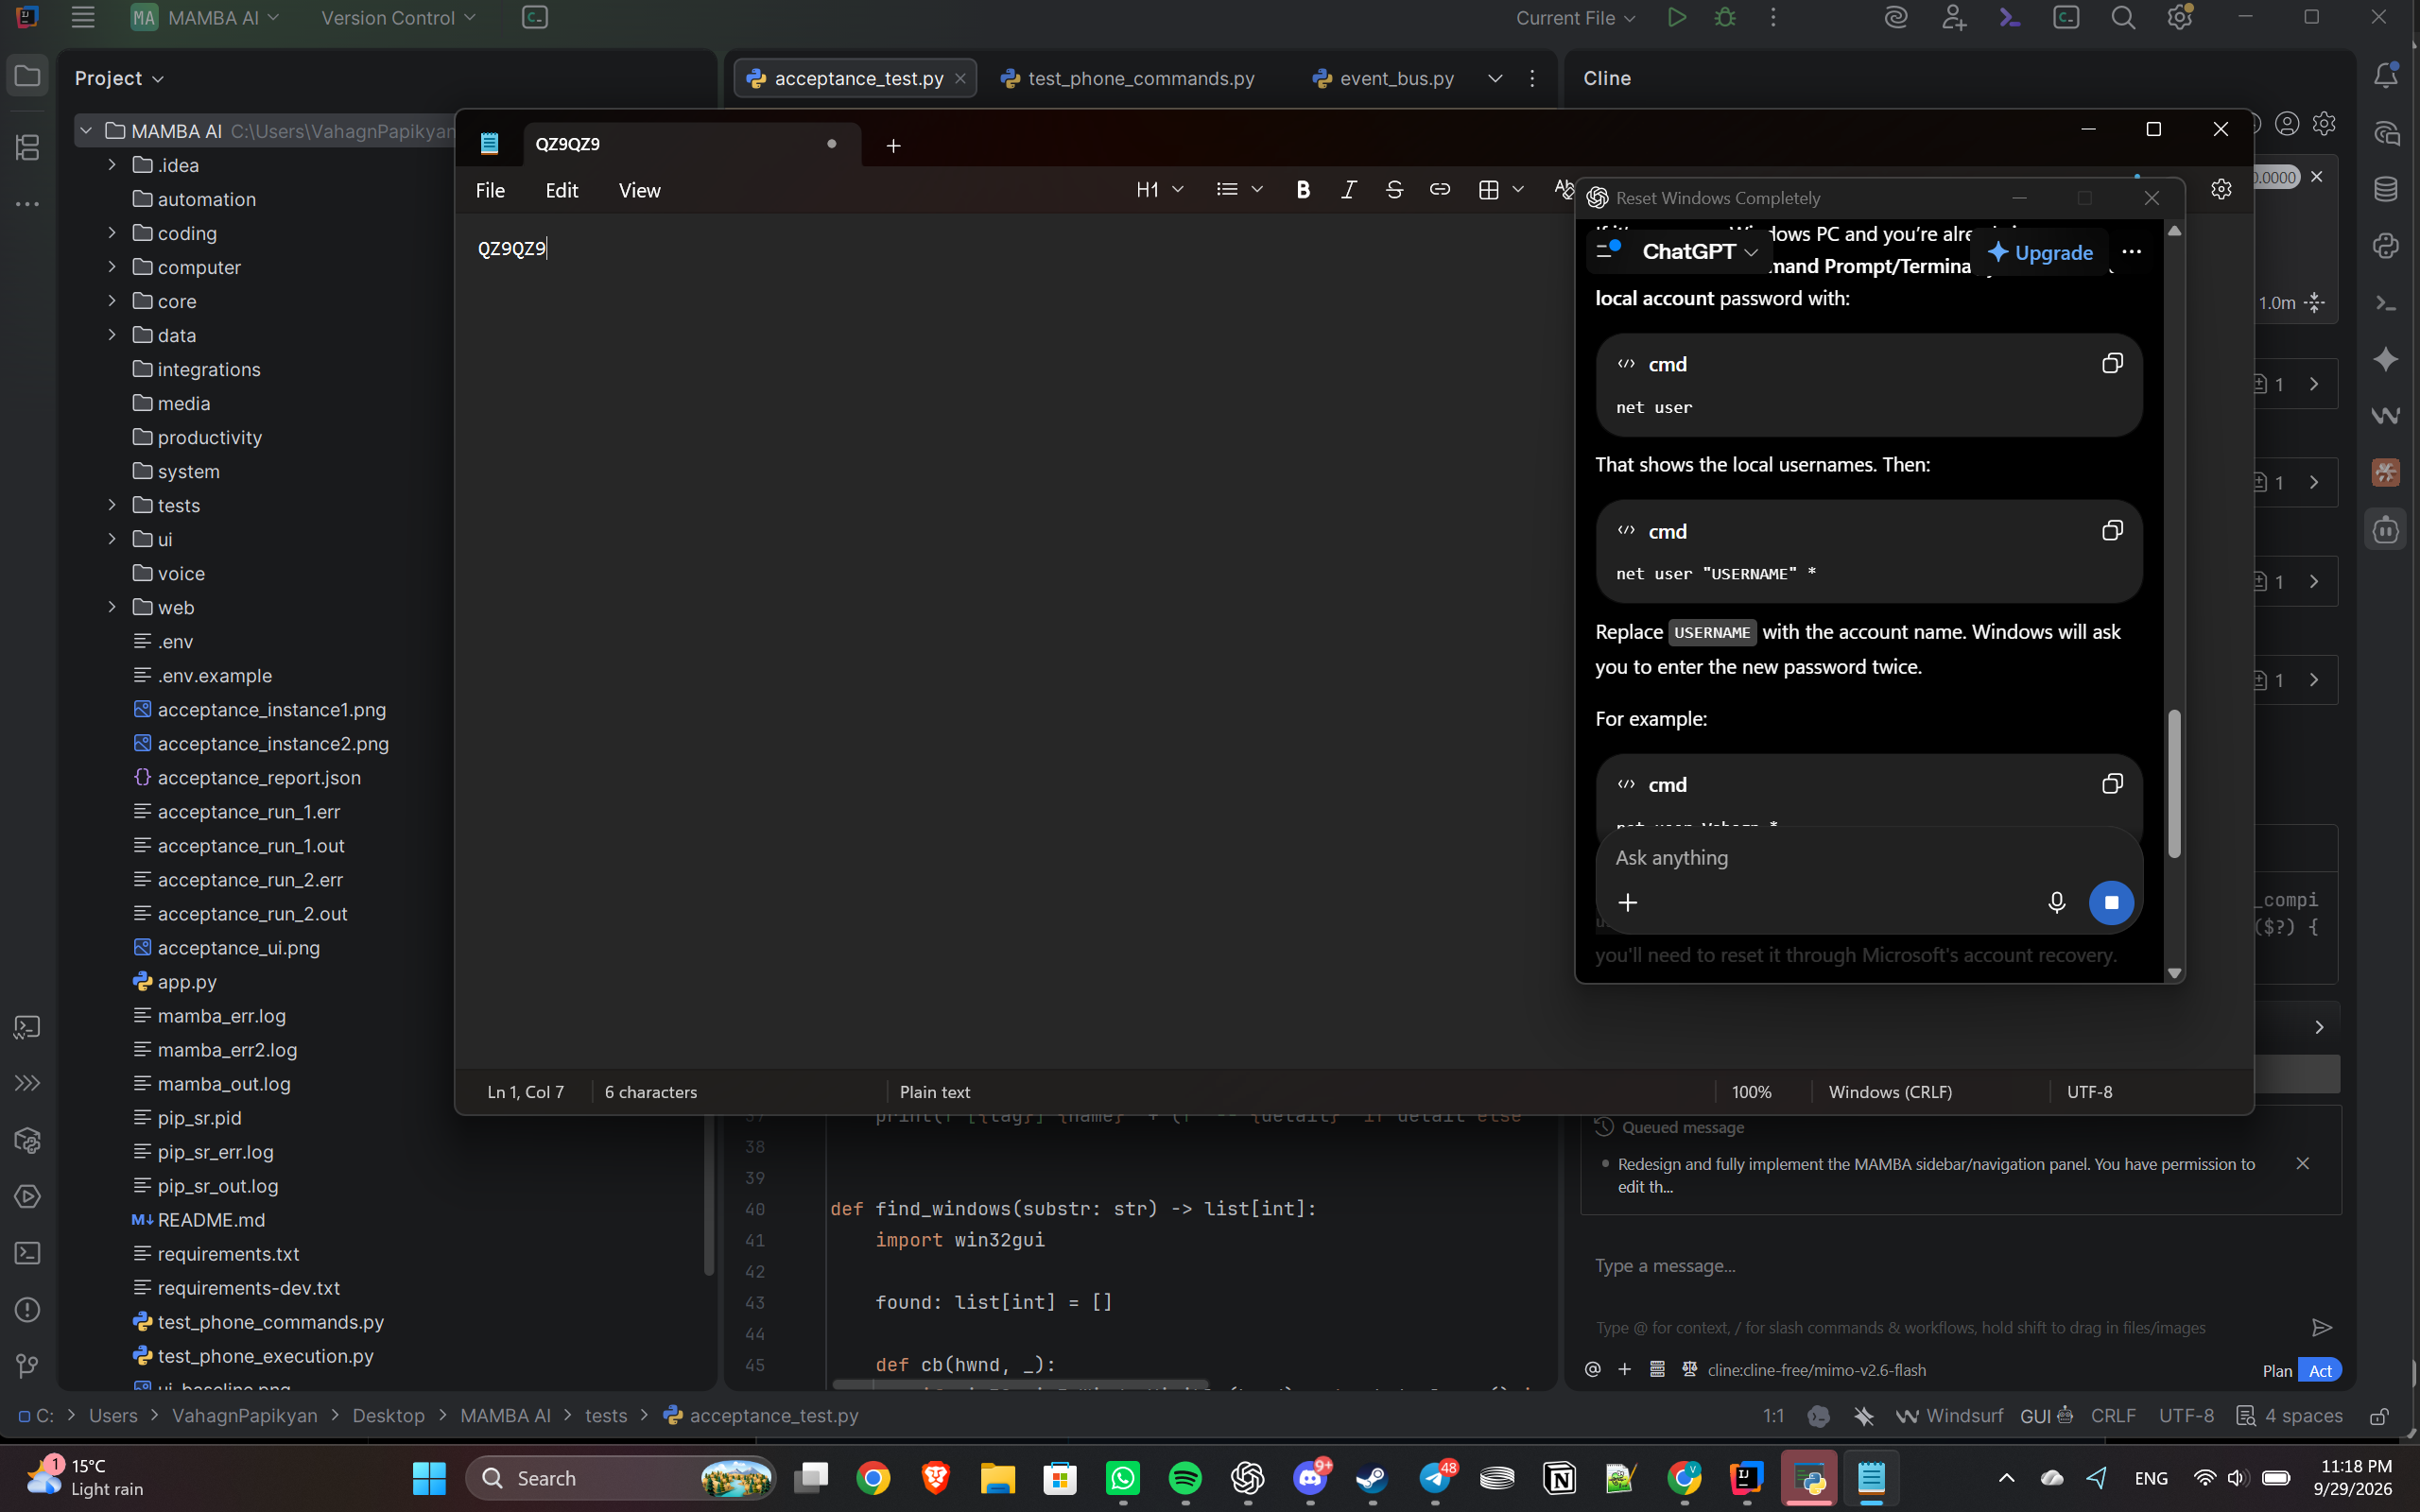 MA MAMBA AI
Version Control
Current File
Project
acceptance_test.py
test_phone_commands.py
event_bus.py
Cline
MAMBA AI C:\Users\VahagnPapikyan
.idea
automation
coding
computer
core
data
integrations
media
productivity
system
tests
ui
voice
web
.env
.env.example
acceptance_instance1.png
acceptance_instance2.png
acceptance_report.json
acceptance_run_1.err
acceptance_run_1.out
acceptance_run_2.err
acceptance_run_2.out
acceptance_ui.png
app.py
mamba_err.log
mamba_err2.log
mamba_out.log
pip_sr.pid
pip_sr_err.log
pip_sr_out.log
README.md
requirements.txt
requirements-dev.txt
test_phone_commands.py
test_phone_execution.py
QZ9QZ9
File Edit View
H1
QZ9QZ9
Ln 1, Col 7
6 characters
Plain text
100%
Windows (CRLF)
UTF-8
Reset Windows Completely
ChatGPT
Upgrade
local account password with:
cmd
net user
That shows the local usernames. Then:
cmd
net user "USERNAME" *
Replace USERNAME with the account name. Windows will ask
you to enter the new password twice.
For example:
cmd
Ask anything
you'll need to reset it through Microsoft's account recovery.
0.0000
1.0m
1
1
1
1
_compi
($?) {
38
39
40 def find_windows(substr: str) -> list[int]:
41 import win32gui
42
43 found: list[int] = []
44
45 def cb(hwnd, _):
Queued message
Redesign and fully implement the MAMBA sidebar/navigation panel. You have permission to
edit th...
Type a message...
Type @ for context, / for slash commands & workflows, hold shift to drag in files/images
cline:cline-free/mimo-v2.6-flash
Plan Act
C: > Users > VahagnPapikyan > Desktop > MAMBA AI > tests > acceptance_test.py
1:1
Windsurf
GUI
CRLF
UTF-8
4 spaces
1
15°C
Light rain
Search
9+
48
ENG
11:18 PM
9/29/2026